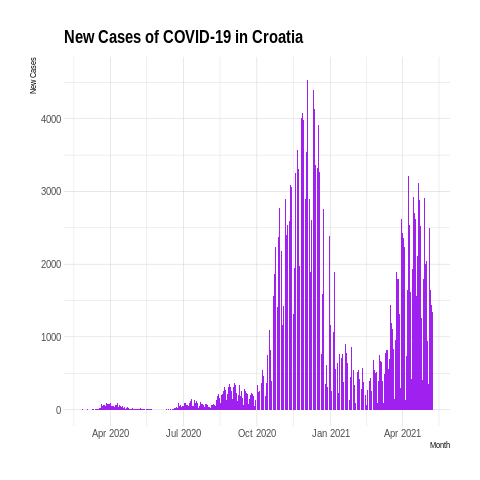 New Cases of COVID-19 in Croatia
New Cases
4000
3000
2000
1000
0
Apr 2020 Jul 2020 Oct 2020 Jan 2021 Apr 2021
Month